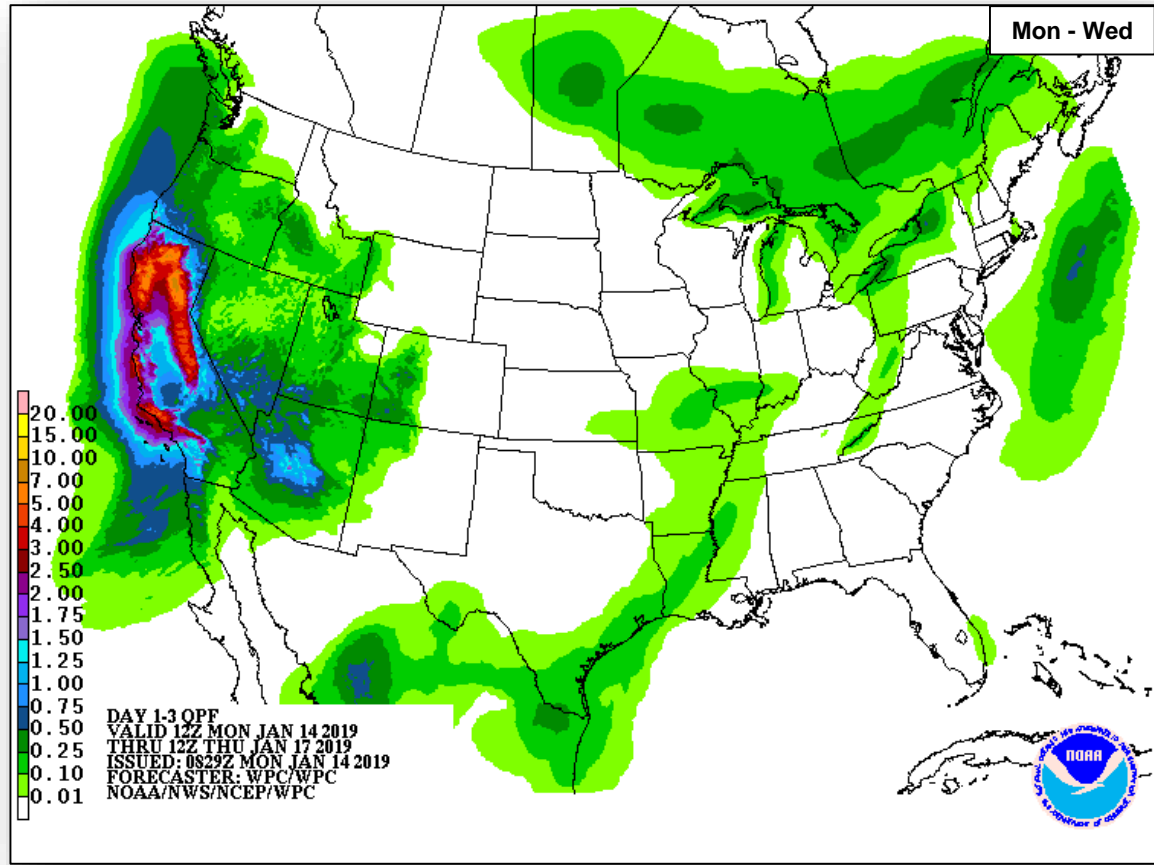 Mon - Wed
20.00
15.00
10.00
7.00
5.00
4.00
3.00
2.50
2.00
1.75
1.50
1.25
1.00
0.75
0.50
0.25
0.10
0.01
DAY 1-3 QPF
VALID 12Z MON JAN 14 2019
THRU 12Z THU JAN 17 2019
ISSUED: 0829Z MON JAN 14 2019
FORECASTER: WPC/WPC
NOAA/NWS/NCEP/WPC
NOAA